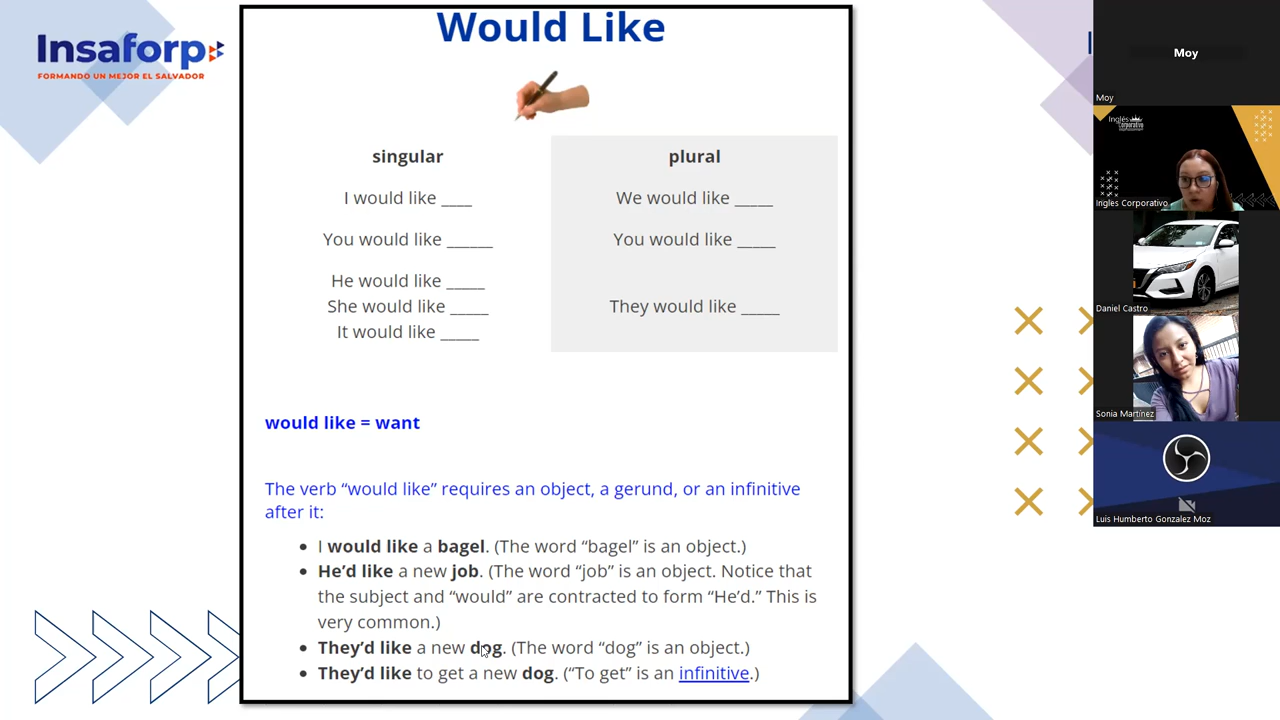 Insaforp
FORMANDO UN MEJOR EL SALVADOR
Would Like
singular
plural
I would like ____
We would like _____
You would like ______
You would like _____
He would like _____
She would like _____
They would like _____
It would like _____
would like = want
The verb “would like” requires an object, a gerund, or an infinitive
after it:
• I would like a bagel. (The word “bagel” is an object.)
• He’d like a new job. (The word “job” is an object. Notice that
the subject and “would” are contracted to form “He’d.” This is
very common.)
• They’d like a new dog. (The word “dog” is an object.)
• They’d like to get a new dog. (“To get” is an infinitive.)
Moy
Moy
Inglés
Corporativo
Ingles Corporativo
Daniel Castro
Sonia Martínez
Luis Humberto Gonzalez Moz